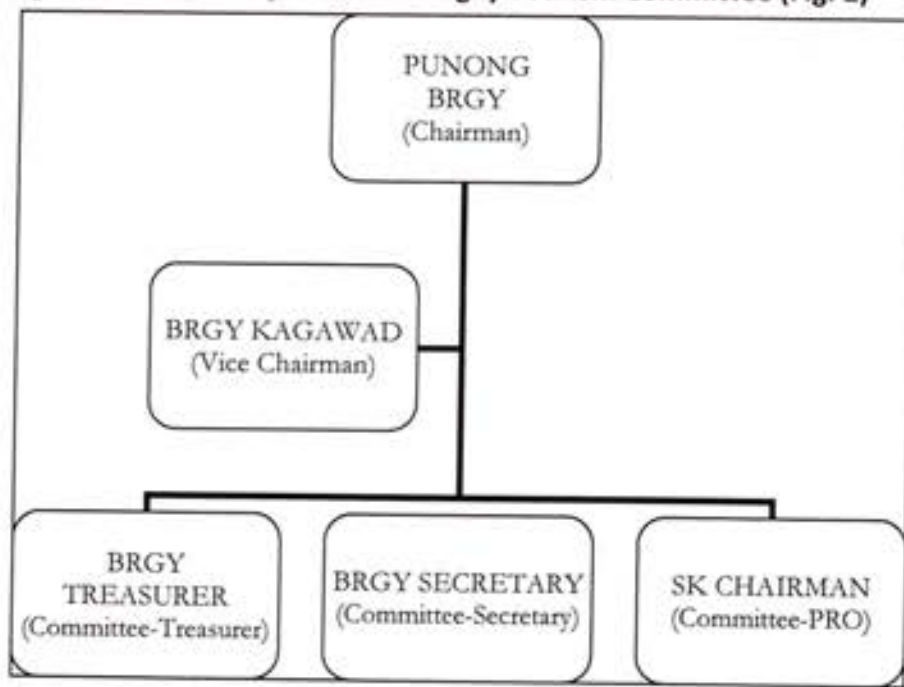 PUNONG
BRGY
(Chairman)
BRGY KAGAWAD
(Vice Chairman)
BRGY
TREASURER
(Committee-Treasurer)
BRGY SECRETARY
(Committee-Secretary)
SK CHAIRMAN
(Committee-PRO)